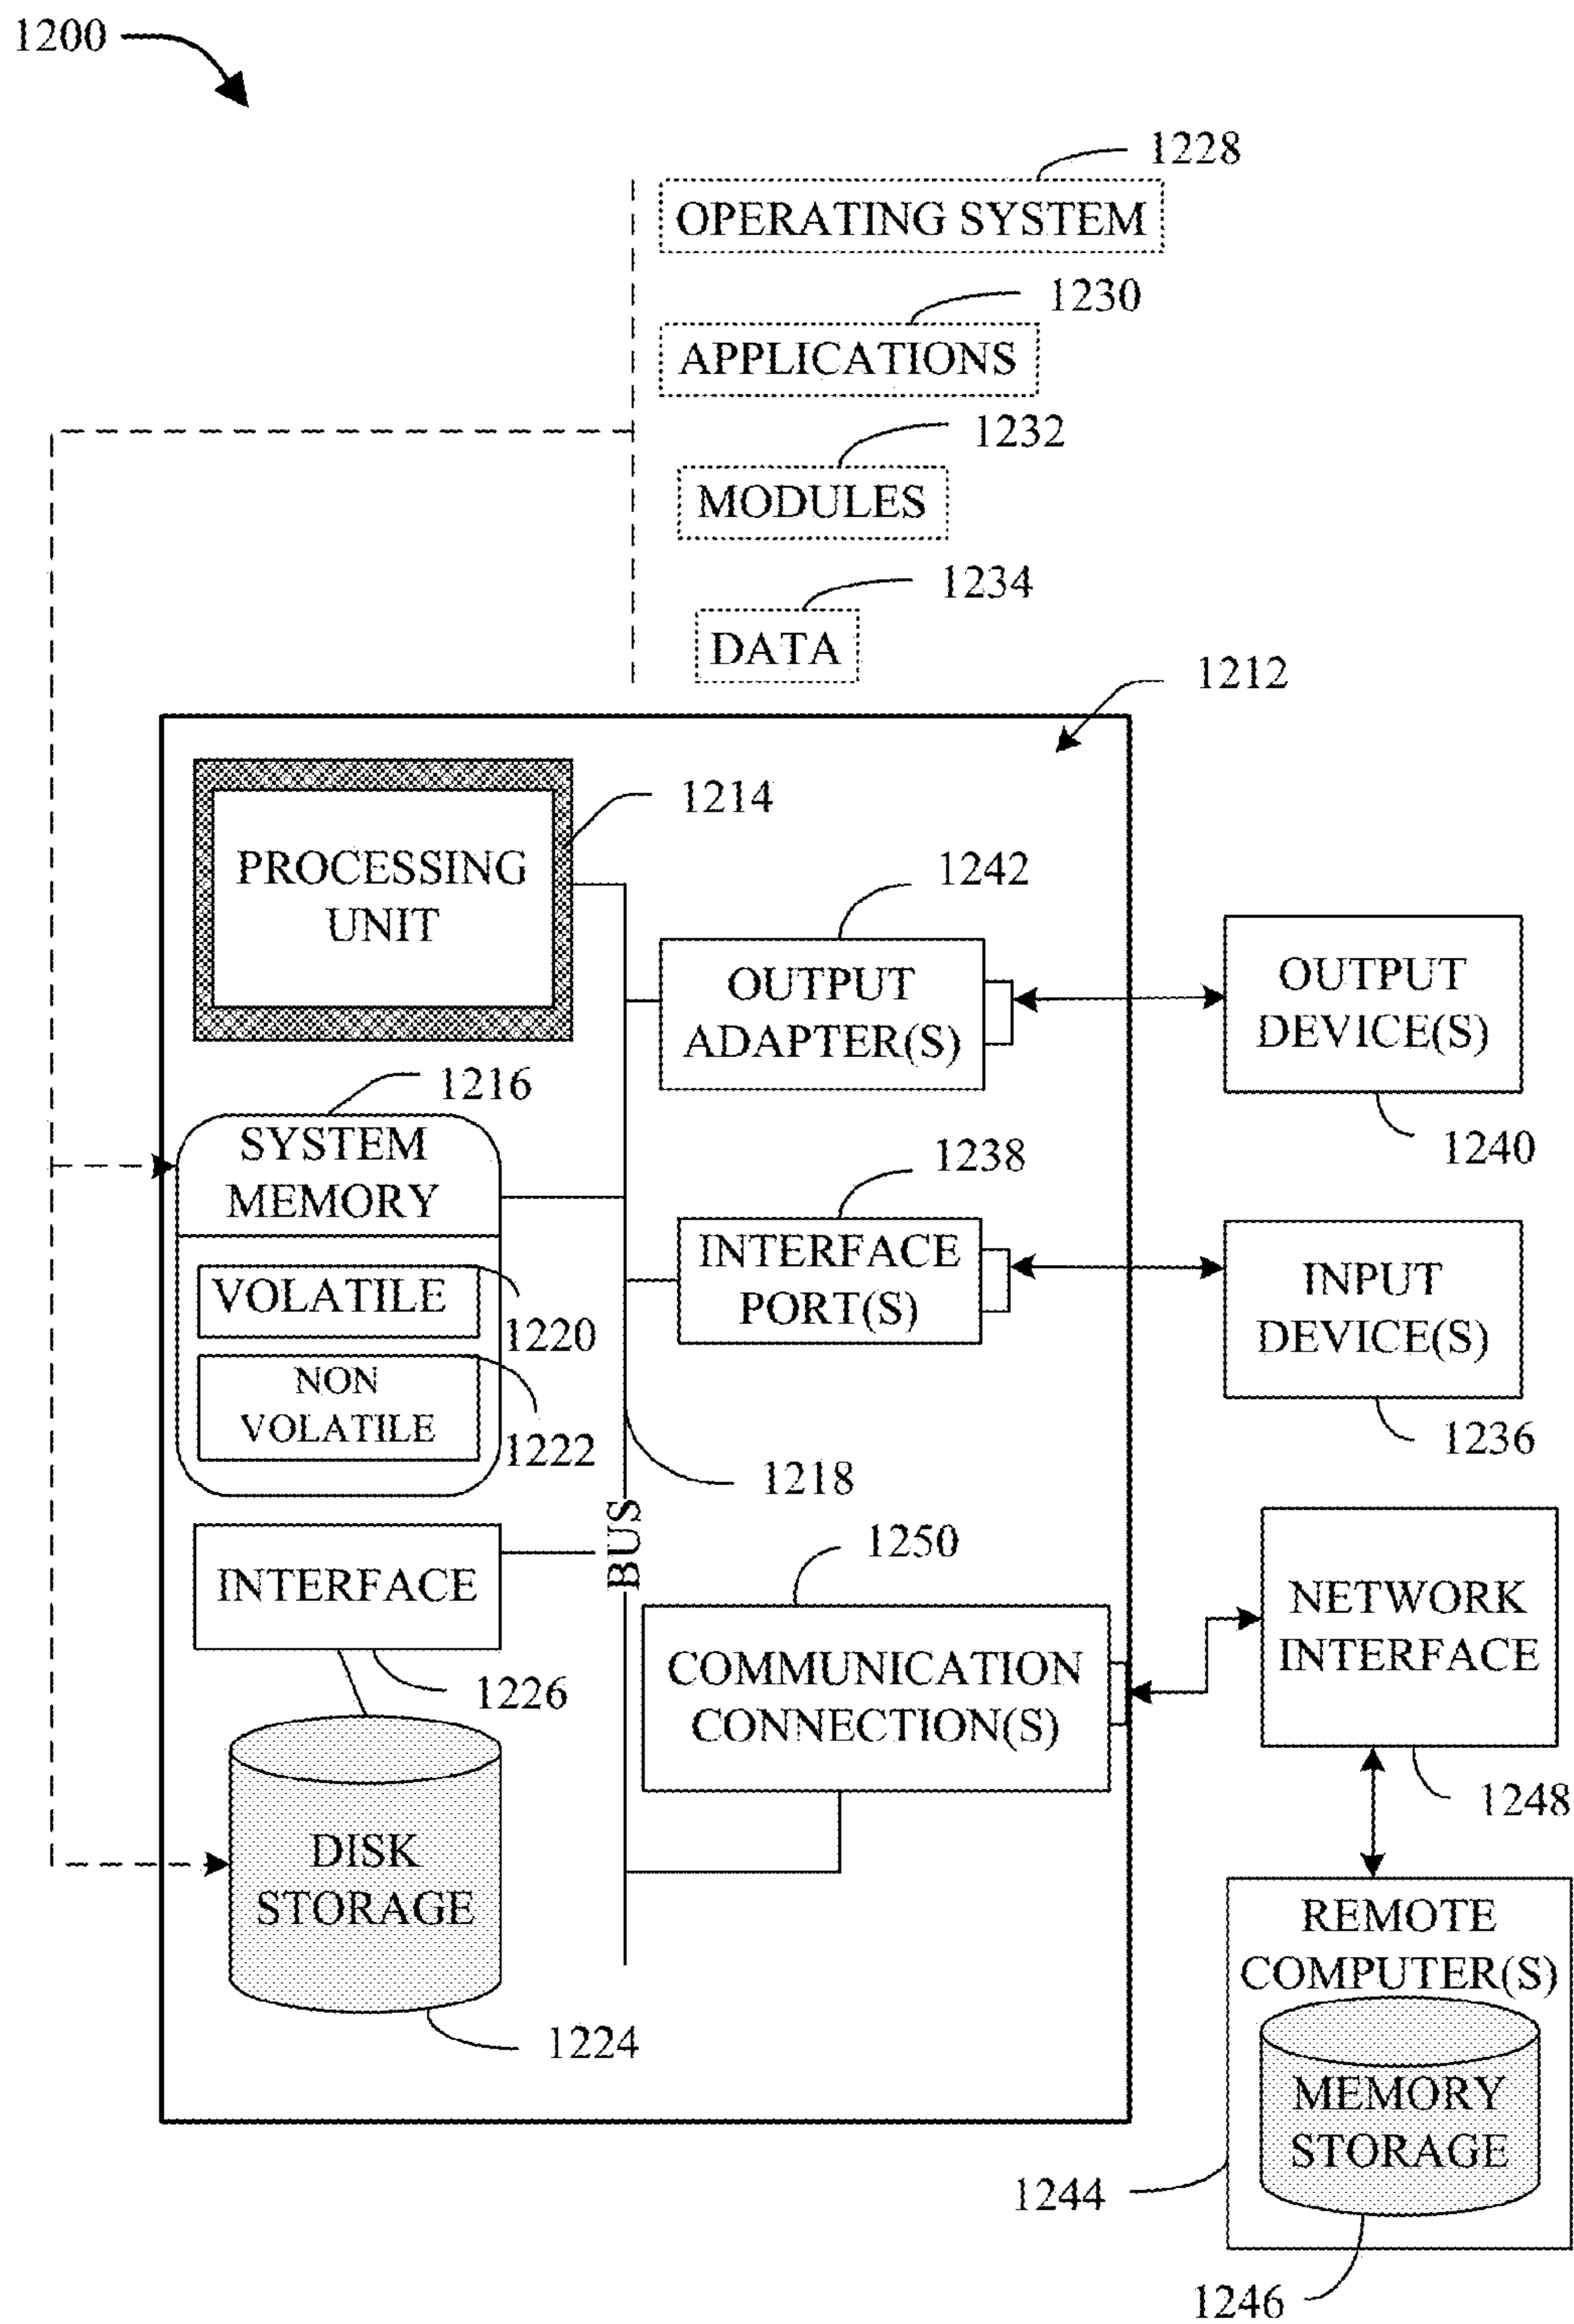 1200
1228
OPERATING SYSTEM
1230
APPLICATIONS
1232
MODULES
1234
DATA
1212
1214
PROCESSING
UNIT
1242
OUTPUT
ADAPTER(S)
OUTPUT
DEVICE(S)
1240
1216
SYSTEM
MEMORY
VOLATILE
1220
NON
VOLATILE
1222
1238
INTERFACE
PORT(S)
INPUT
DEVICE(S)
1236
1218
BUS
INTERFACE
1226
1250
COMMUNICATION
CONNECTION(S)
NETWORK
INTERFACE
1248
DISK
STORAGE
1224
REMOTE
COMPUTER(S)
MEMORY
STORAGE
1244
1246